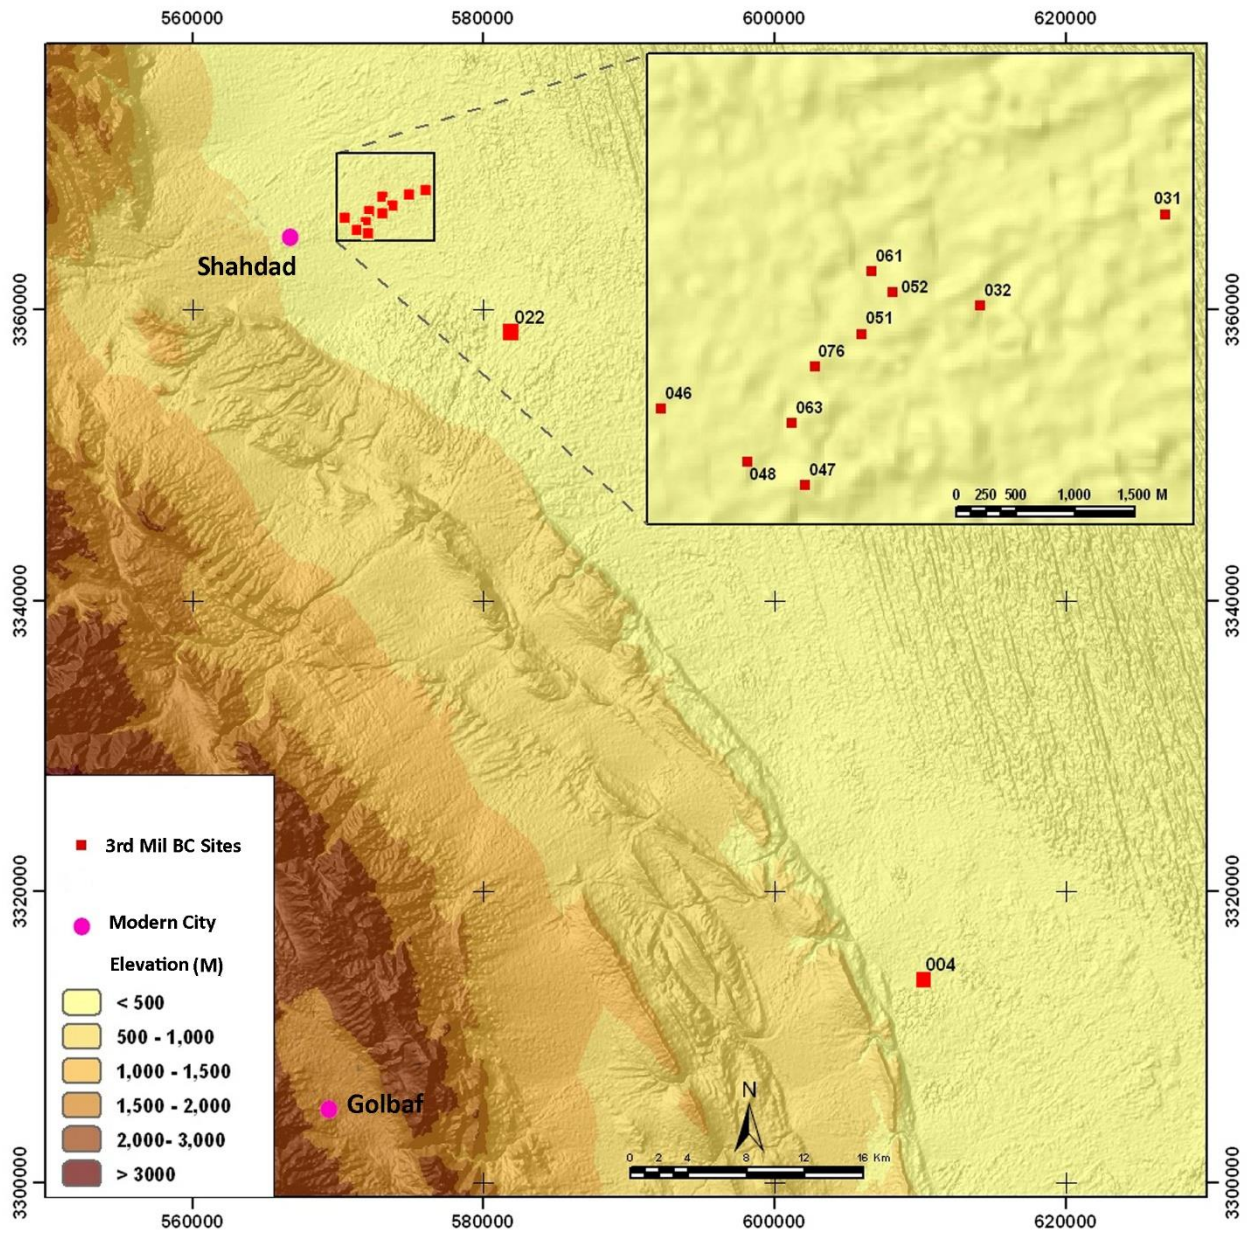 560000 580000 600000 620000
031
061
052
032
3360000
Shahdad
022
051
3360000
076
046
063
048
047
0 250 500 1,000 1,500 M
3340000
3340000
3rd Mil BC Sites
3320000
3320000
Modern City
Elevation (M)
004
< 500
500 - 1,000
1,000 - 1,500
1,500 - 2,000
2,000- 3,000
> 3000
Golbaf
N
0 2 4 8 12 16 Km
3300000
3300000
560000 580000 600000 620000